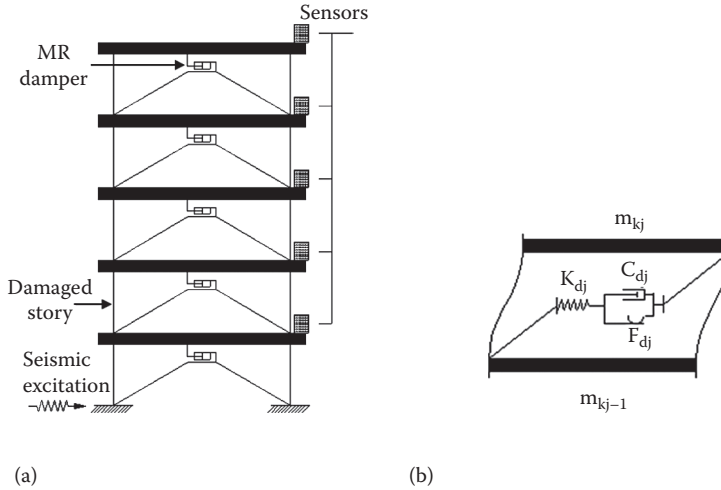 Sensors
MR
damper
Damaged
story
Seismic
excitation
(a)
m_kj
K_dj
C_dj
F_dj
m_kj–1
(b)